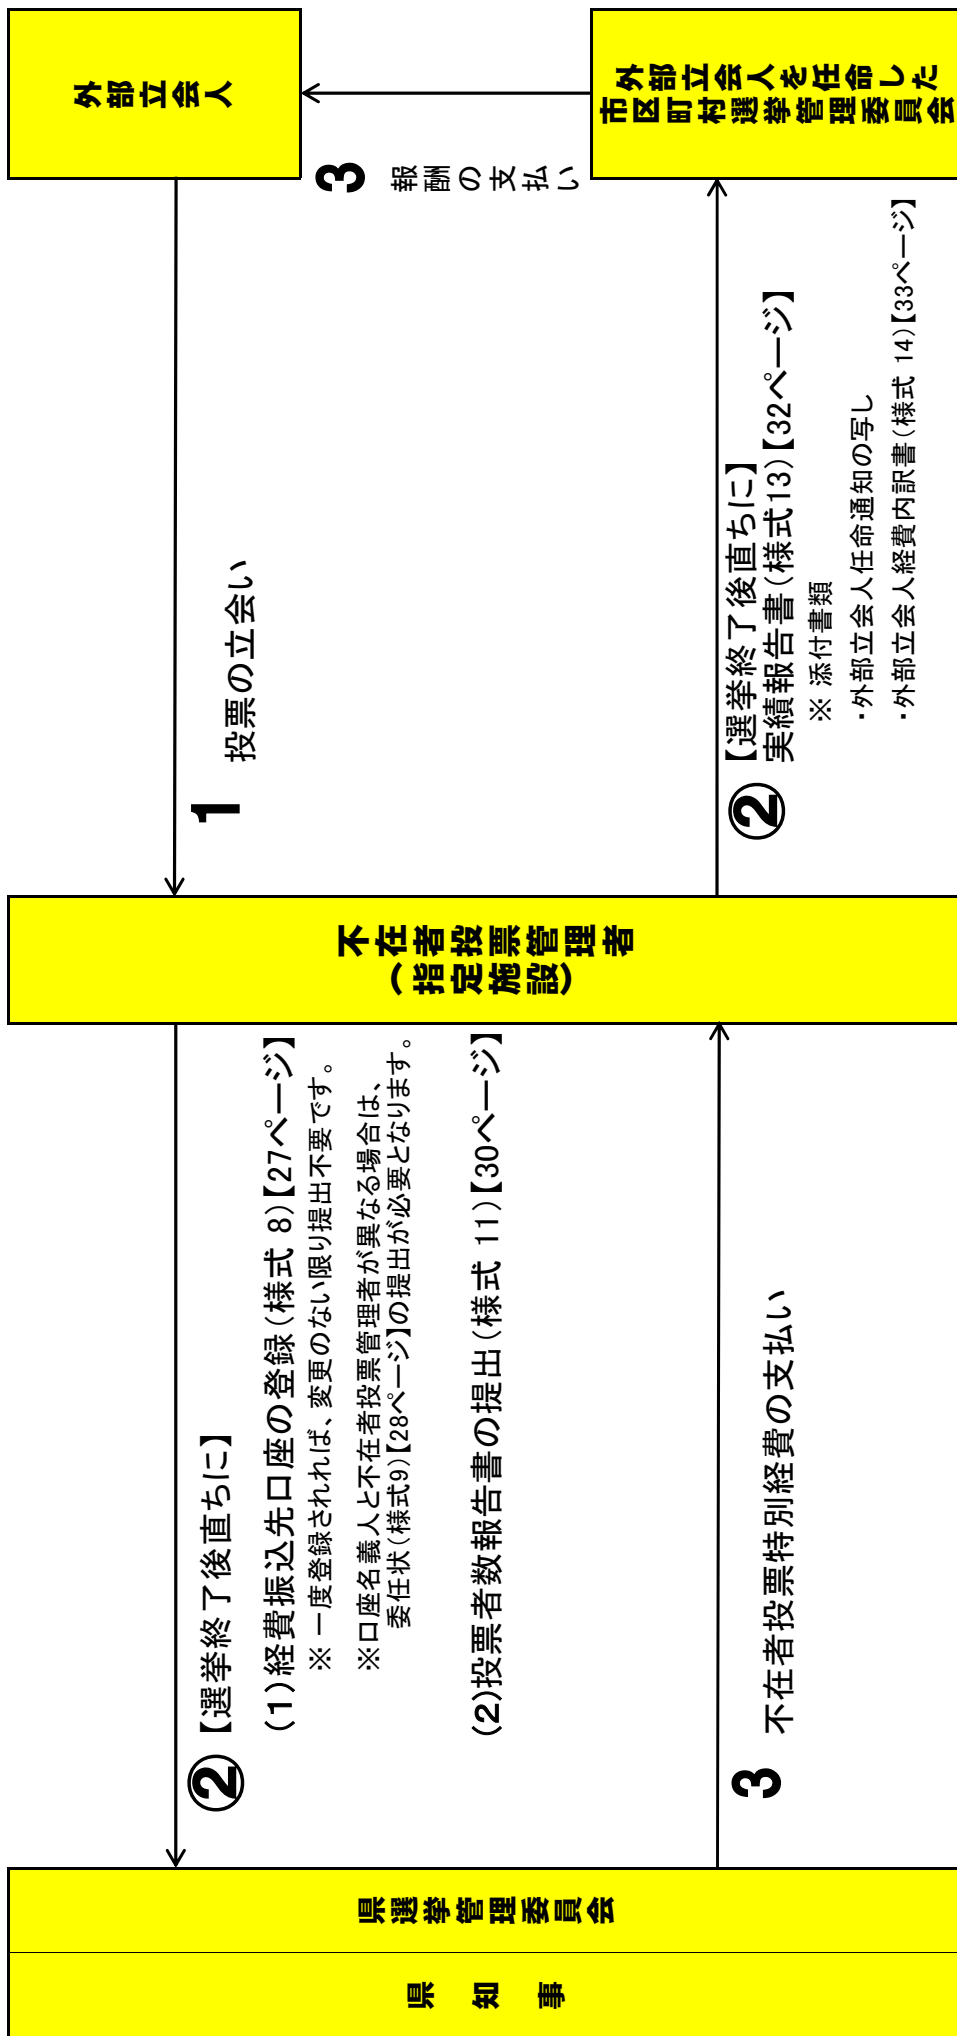 県知事
県選挙管理委員会
②
【選挙終了後直ちに】
(1)経費振込先口座の登録(様式 8)【27ページ】
※ 一度登録されれば、変更のない限り提出不要です。
※口座名義人と不在者投票管理者が異なる場合は、
委任状(様式9)【28ページ】の提出が必要となります。
(2)投票者数報告書の提出(様式 11)【30ページ】
3
不在者投票特別経費の支払い
不在者投票管理者
(指定施設)
1
投票の立会い
②
【選挙終了後直ちに】
実績報告書(様式13)【32ページ】
※ 添付書類
・外部立会人任命通知の写し
・外部立会人経費内訳書(様式 14)【33ページ】
外部立会人
3
報酬の支払い
外部立会人を任命した
市区町村選挙管理委員会